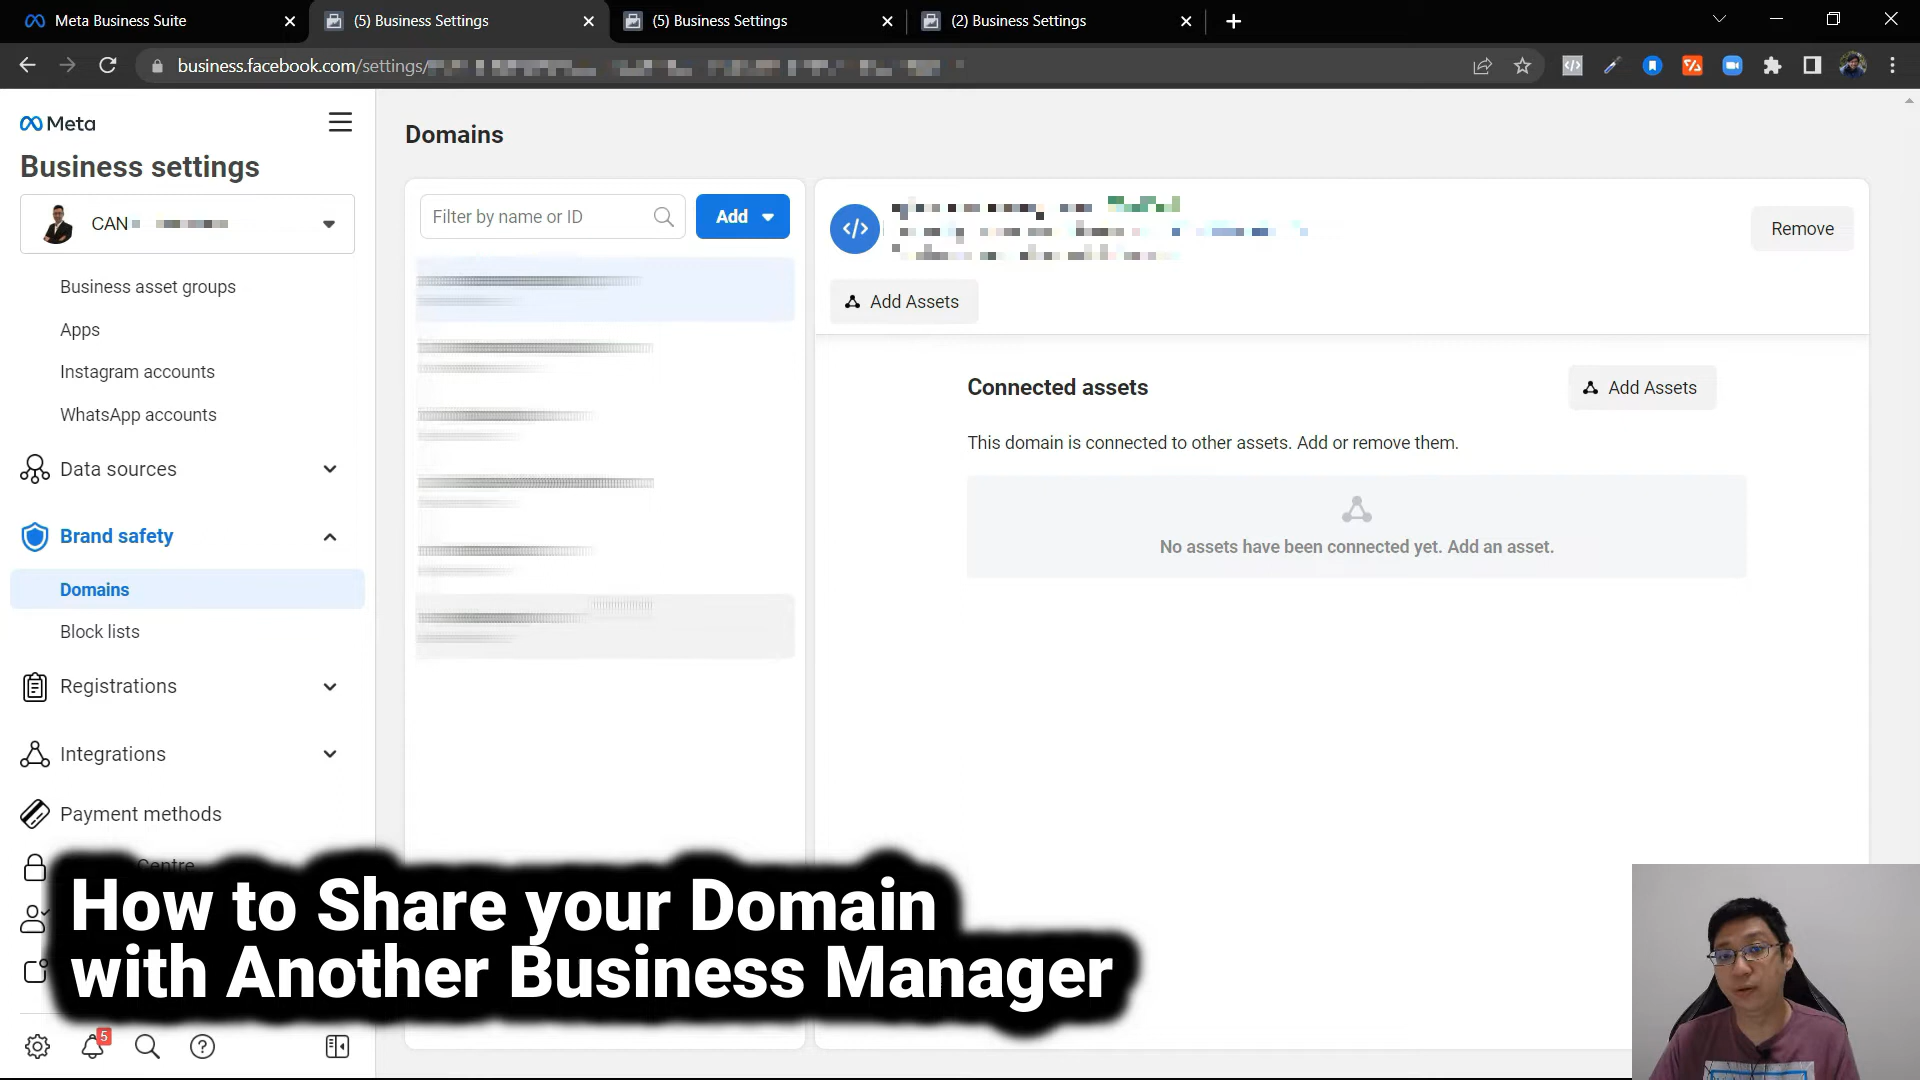 Meta Business Suite
(5) Business Settings
(5) Business Settings
(2) Business Settings
business.facebook.com/settings/
Meta
Business settings
CAN
Business asset groups
Apps
Instagram accounts
WhatsApp accounts
Data sources
Brand safety
Domains
Block lists
Registrations
Integrations
Payment methods
Centre
5
Domains
Filter by name or ID
Add
Remove
Add Assets
Connected assets
Add Assets
This domain is connected to other assets. Add or remove them.
No assets have been connected yet. Add an asset.
How to Share your Domain
with Another Business Manager